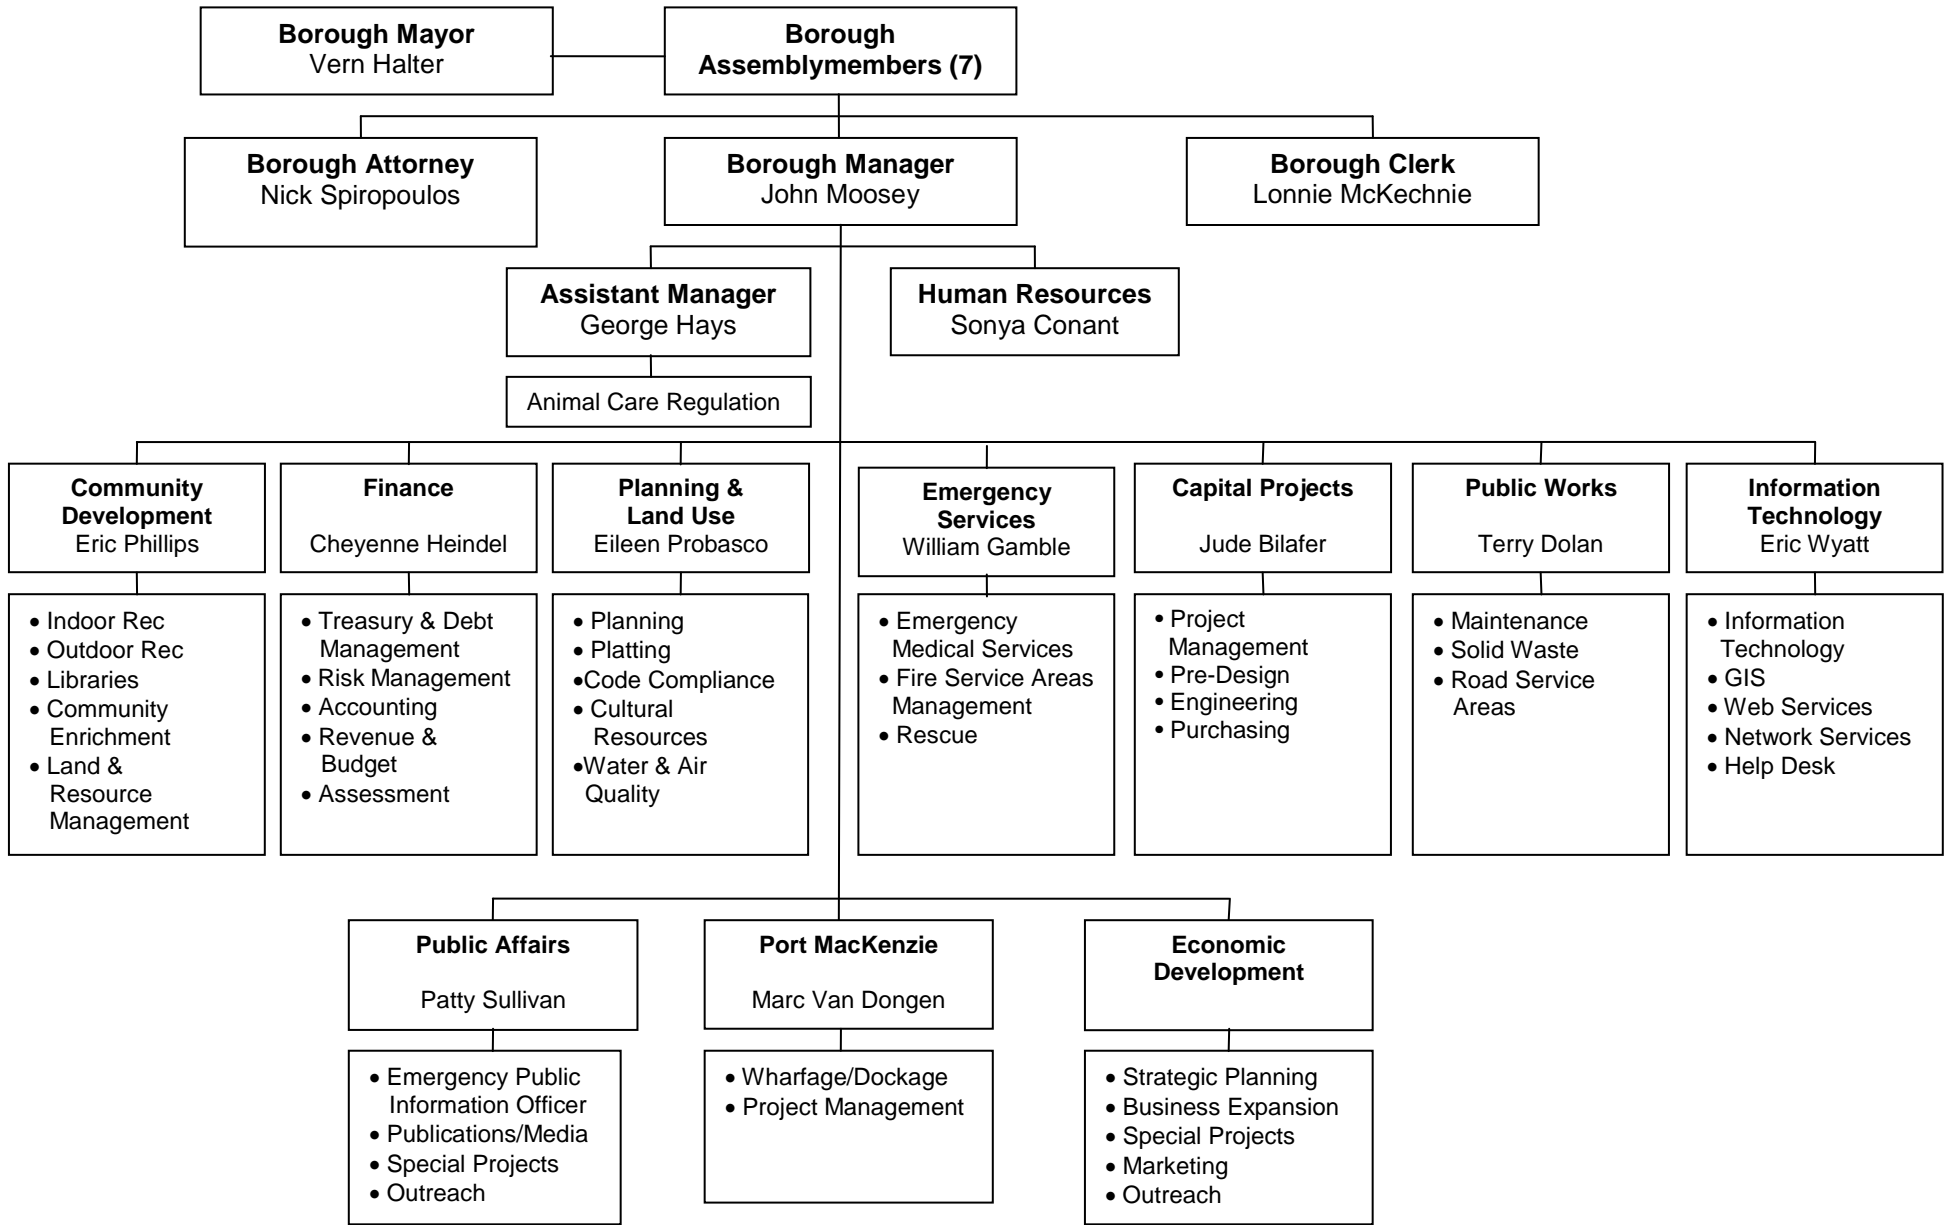 Borough Mayor
Vern Halter
Borough
Assemblymembers (7)
Borough Attorney
Nick Spiropoulos
Borough Manager
John Moosey
Borough Clerk
Lonnie McKechnie
Assistant Manager
George Hays
Human Resources
Sonya Conant
Animal Care Regulation
Community
Development
Eric Phillips
Finance
Cheyenne Heindel
Planning &
Land Use
Eileen Probasco
Emergency
Services
William Gamble
Capital Projects
Jude Bilafer
Public Works
Terry Dolan
Information
Technology
Eric Wyatt
• Indoor Rec
• Outdoor Rec
• Libraries
• Community
Enrichment
• Land &
Resource
Management
• Treasury & Debt
Management
• Risk Management
• Accounting
• Revenue &
Budget
• Assessment
• Planning
• Platting
•Code Compliance
• Cultural
Resources
•Water & Air
Quality
• Emergency
Medical Services
• Fire Service Areas
Management
• Rescue
• Project
Management
• Pre-Design
• Engineering
• Purchasing
• Maintenance
• Solid Waste
• Road Service
Areas
• Information
Technology
• GIS
• Web Services
• Network Services
• Help Desk
Public Affairs
Patty Sullivan
Port MacKenzie
Marc Van Dongen
Economic
Development
• Emergency Public
Information Officer
• Publications/Media
• Special Projects
• Outreach
• Wharfage/Dockage
• Project Management
• Strategic Planning
• Business Expansion
• Special Projects
• Marketing
• Outreach